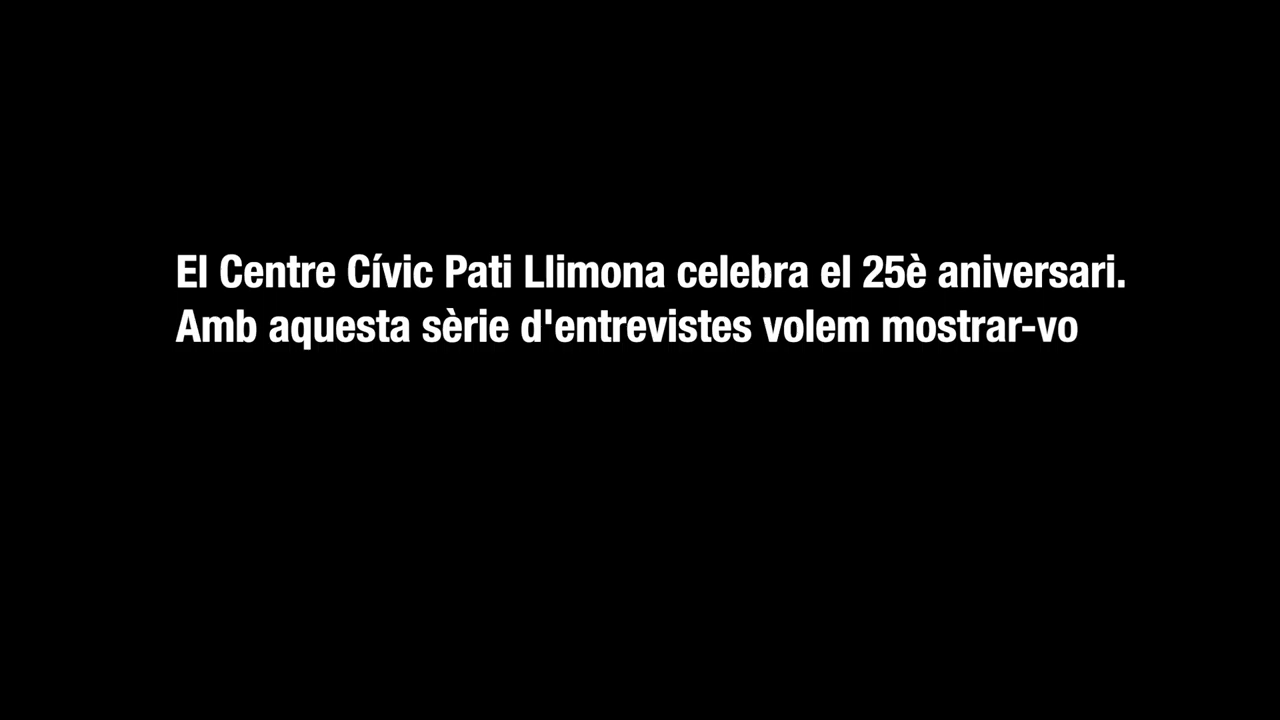 El Centre Cívic Pati Llimona celebra el 25è aniversari.
Amb aquesta sèrie d'entrevistes volem mostrar-vo